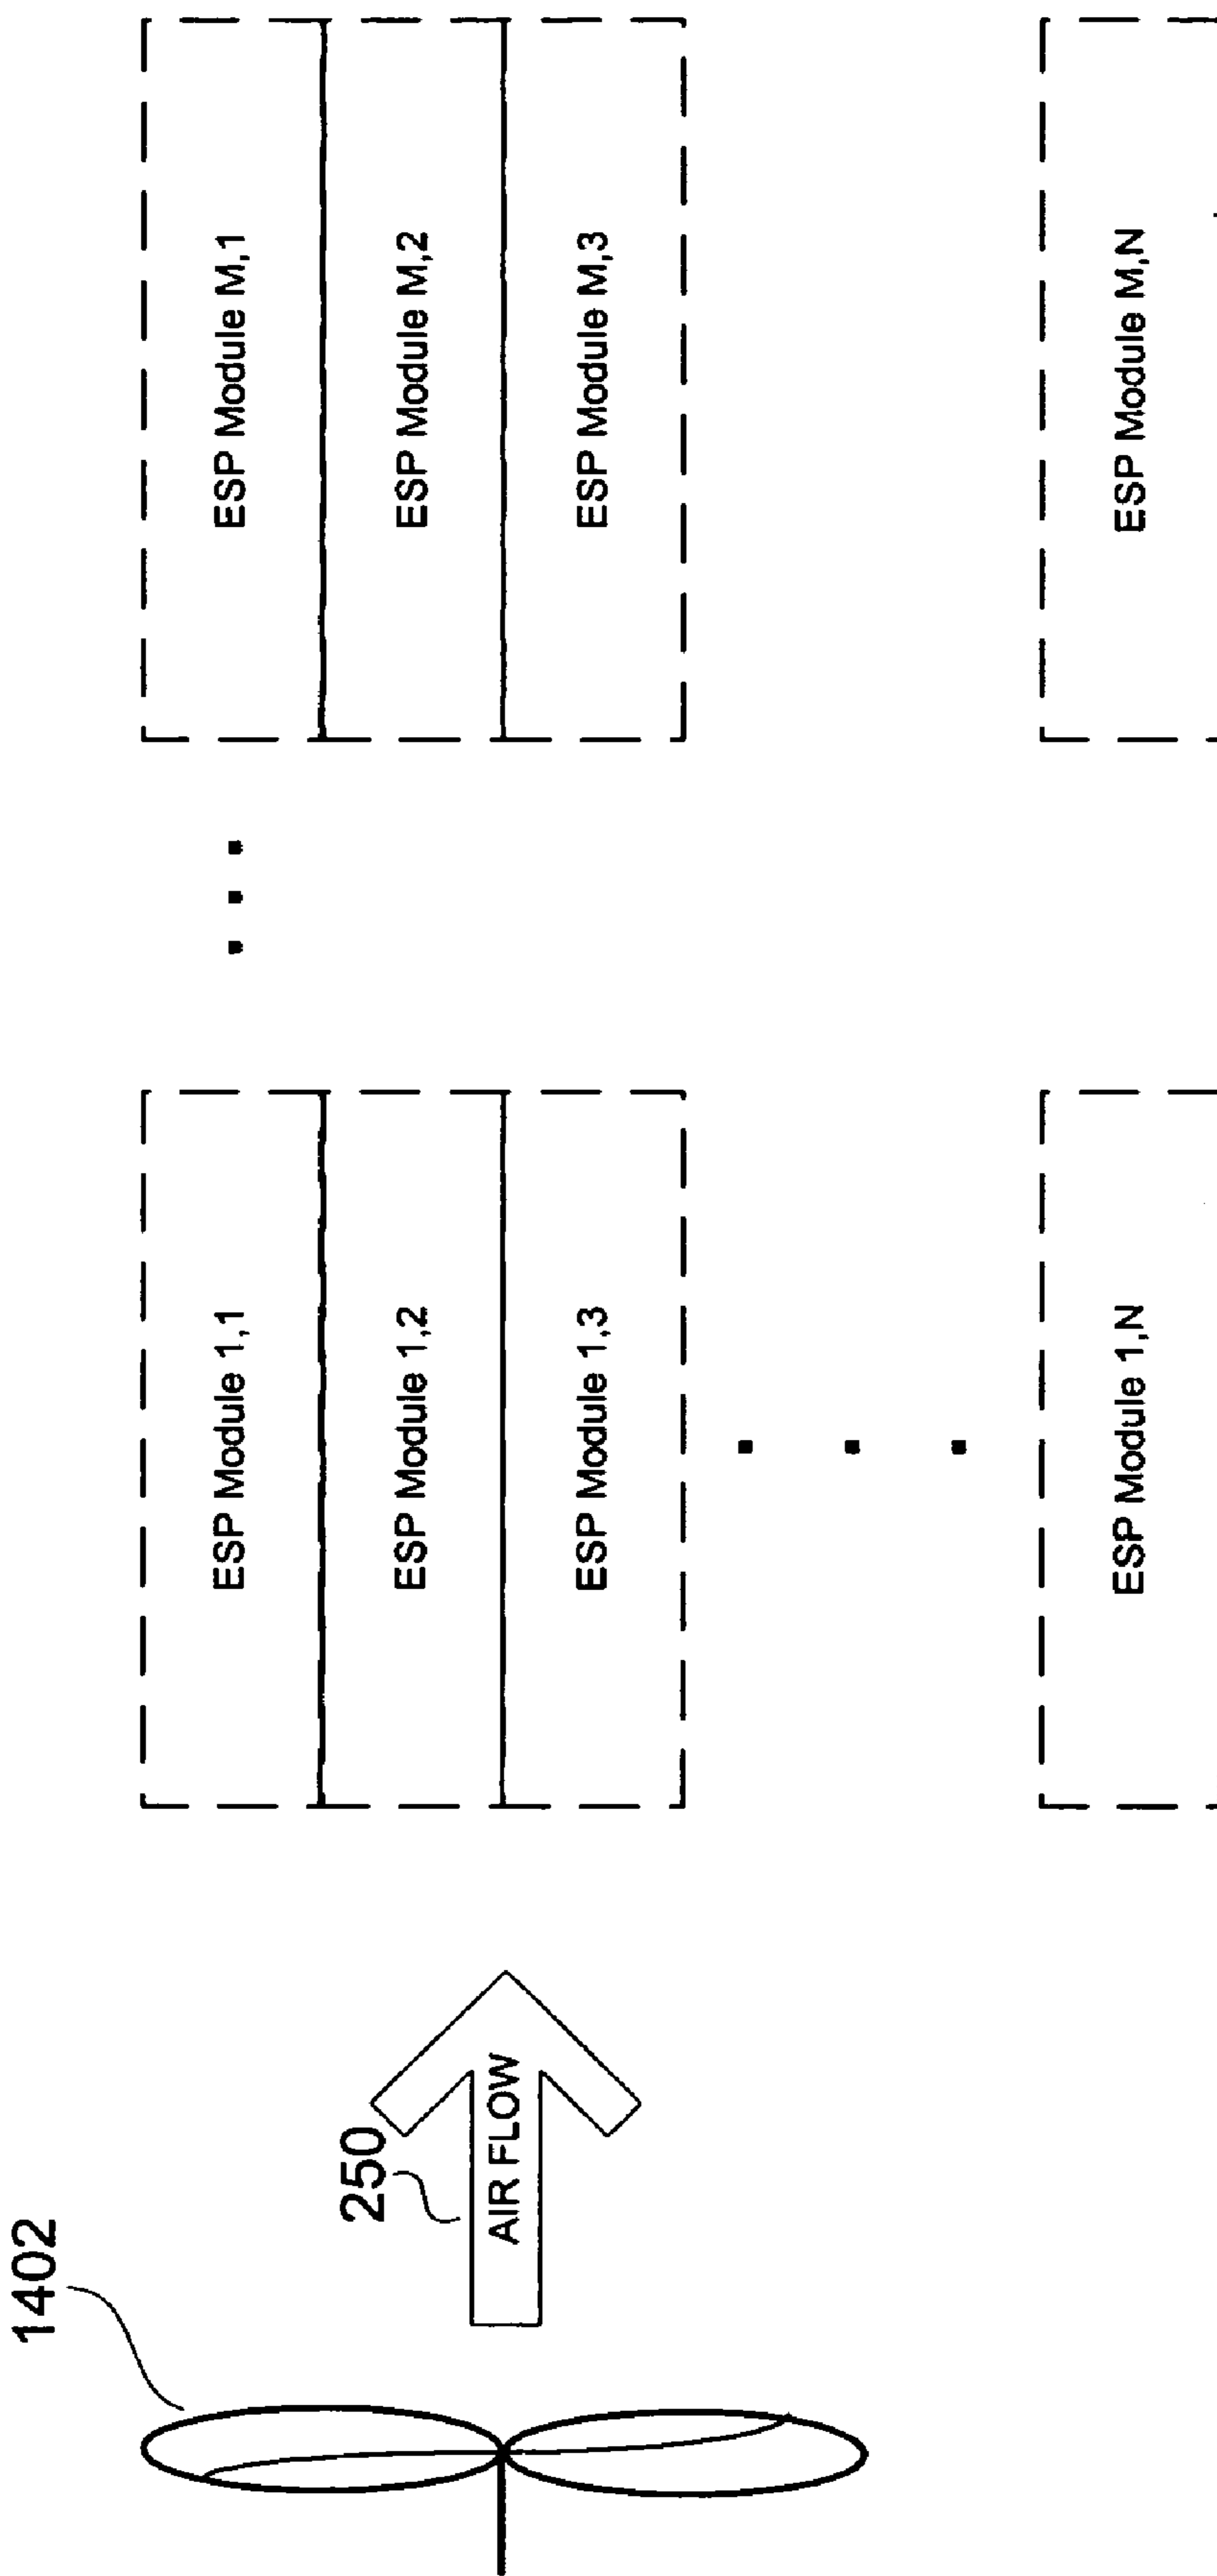 1402
250
AIR FLOW
ESP Module 1,1
ESP Module M,1
ESP Module 1,2
ESP Module M,2
ESP Module 1,3
ESP Module M,3
ESP Module 1,N
ESP Module M,N